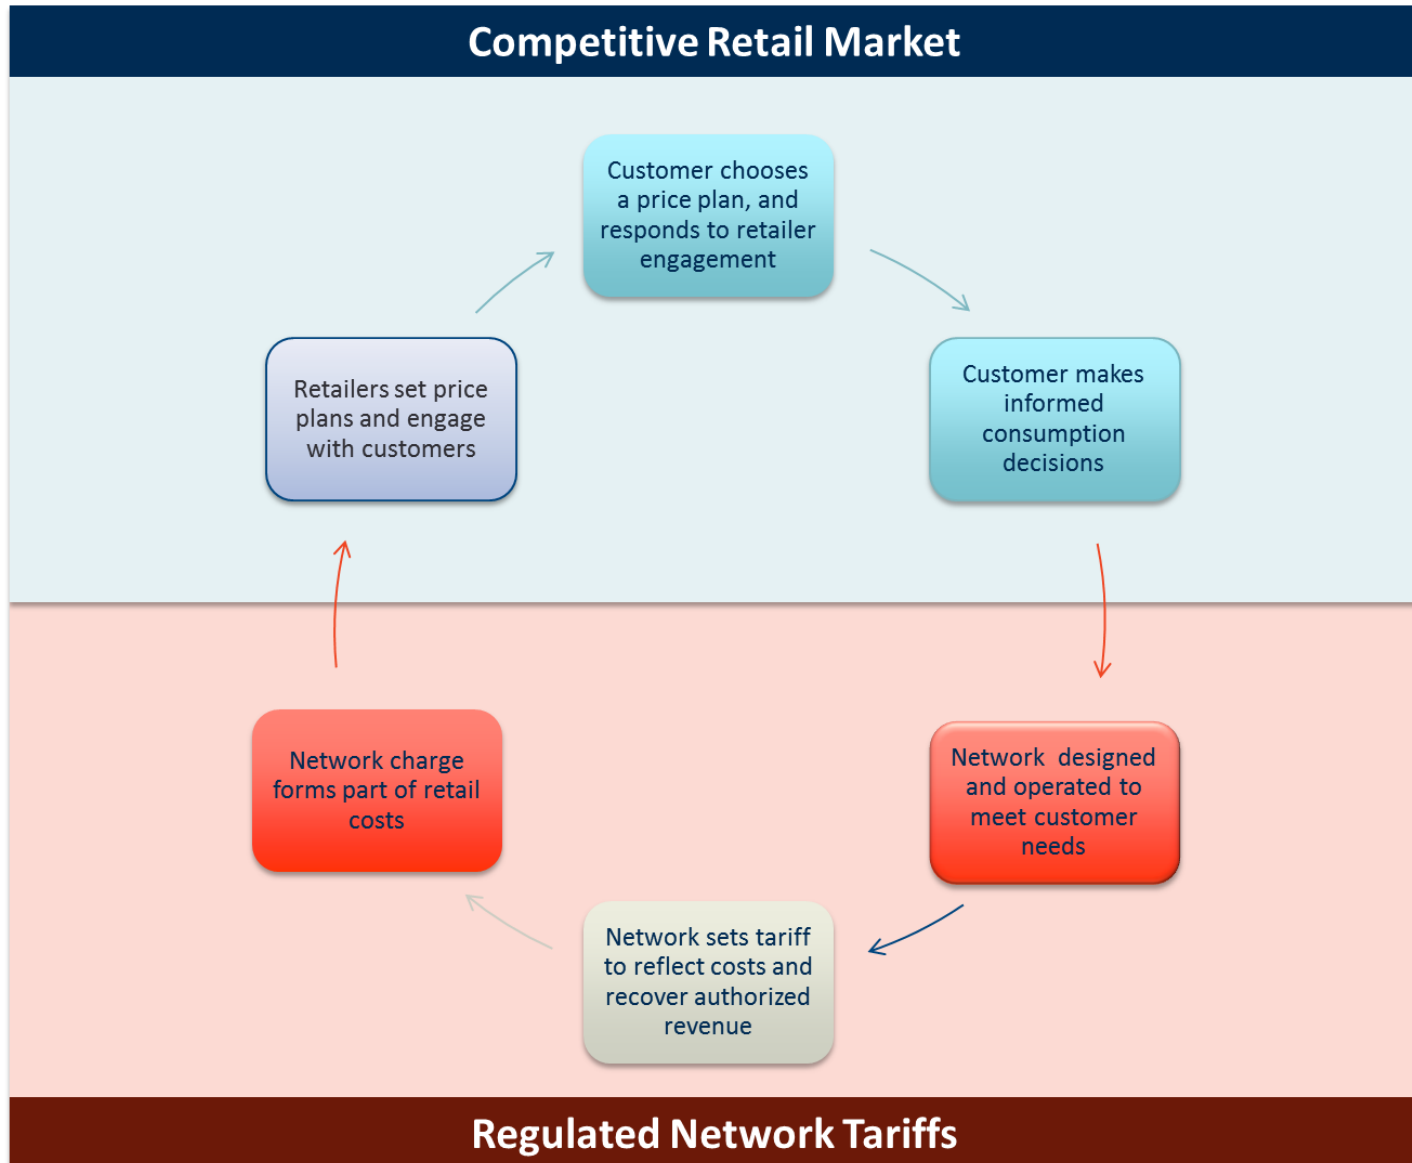 Competitive Retail Market
Customer chooses
a price plan, and
responds to retailer
engagement
Retailers set price
plans and engage
with customers
Customer makes
informed
consumption
decisions
Network charge
forms part of retail
costs
Network designed
and operated to
meet customer
needs
Network sets tariff
to reflect costs and
recover authorized
revenue
Regulated Network Tariffs